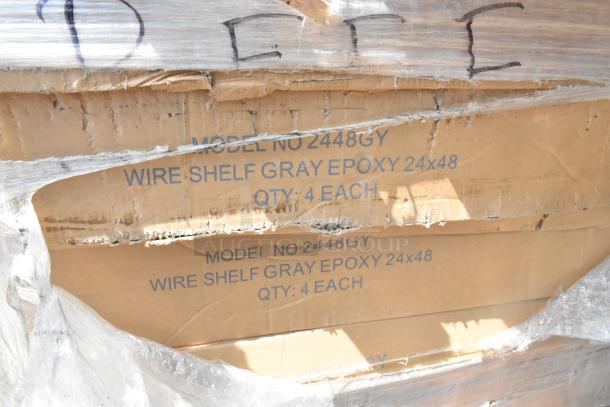 MODEL NO 2448GY
WIRE SHELF GRAY EPOXY 24x48
QTY: 4 EACH
MODEL NO 2448GY
WIRE SHELF GRAY EPOXY 24x48
QTY: 4 EACH